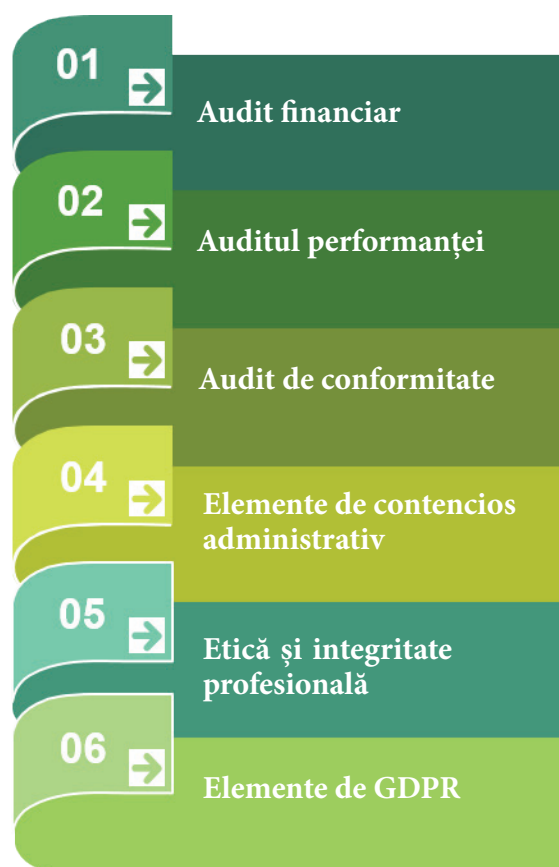 01
Audit financiar
02
Auditul performanței
03
Audit de conformitate
04
Elemente de contencios
administrativ
05
Etică și integritate
profesională
06
Elemente de GDPR